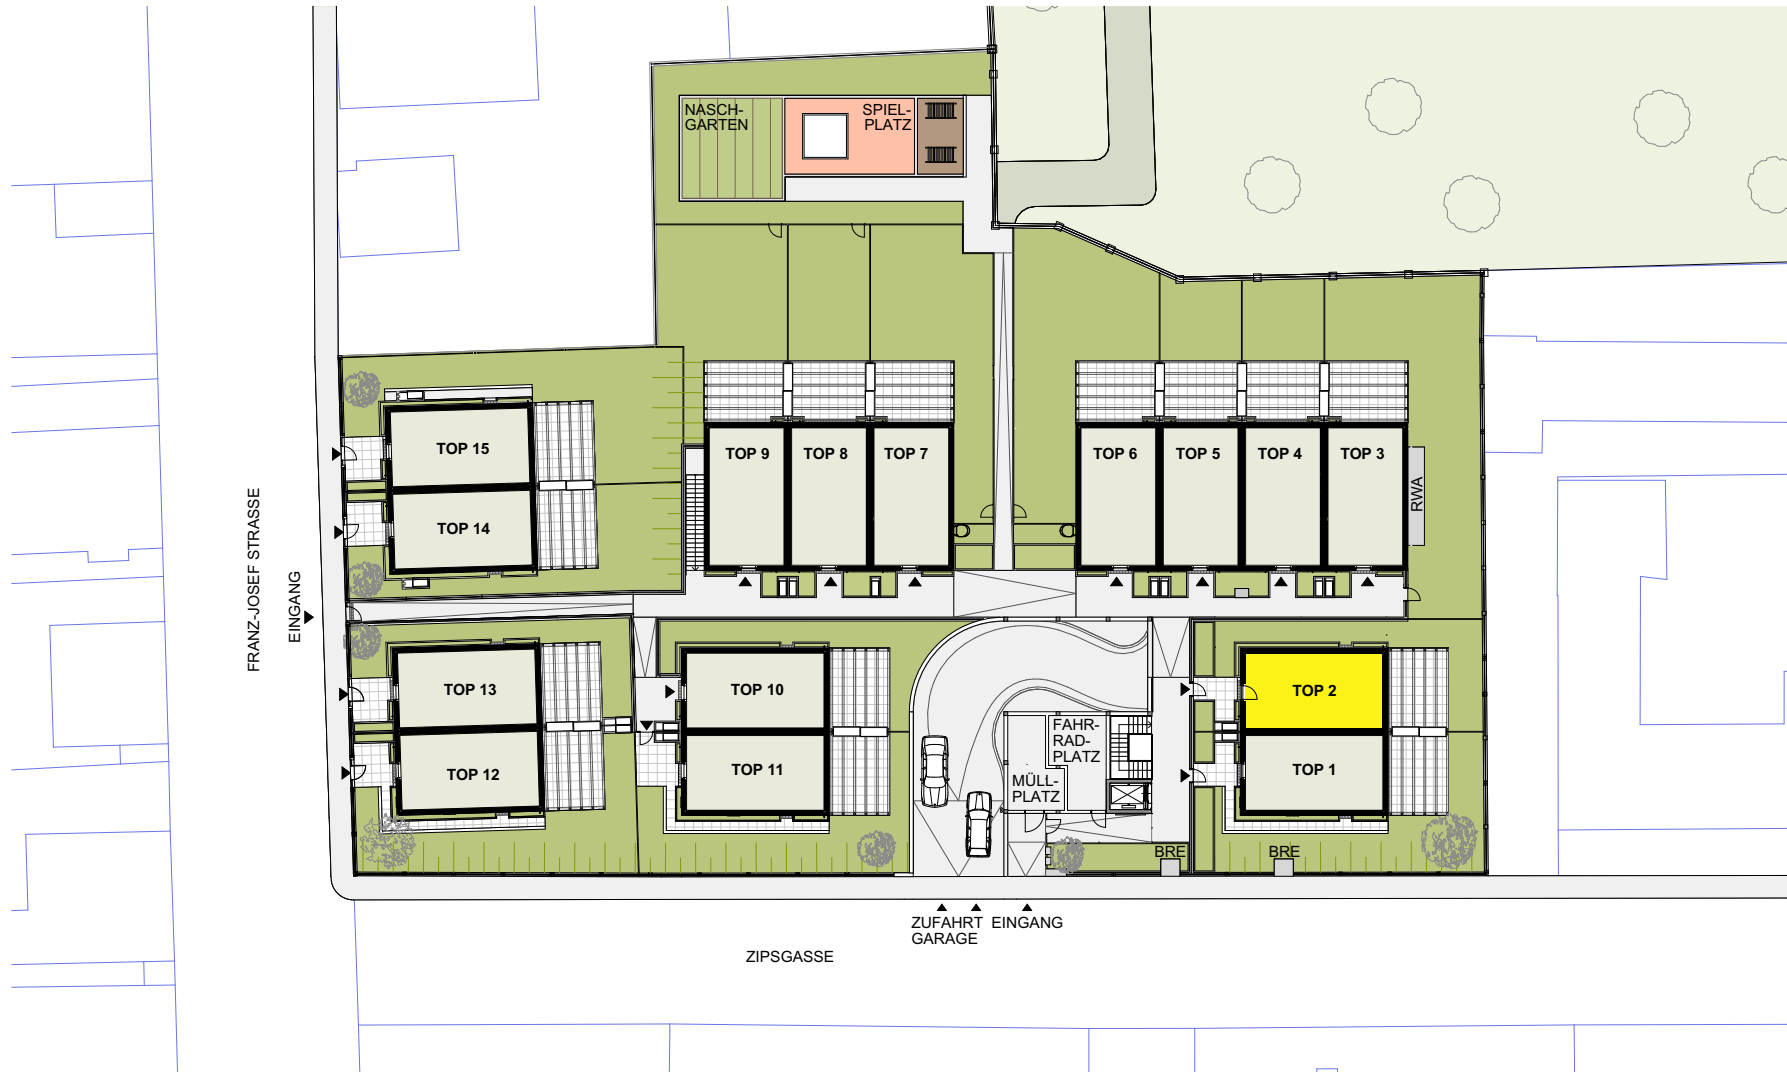 NASCH-
GARTEN
SPIEL-
PLATZ
TOP 15
TOP 14
TOP 9
TOP 8
TOP 7
TOP 6
TOP 5
TOP 4
TOP 3
RWA
FRANZ-JOSEF STRASSE
EINGANG
TOP 13
TOP 12
TOP 10
TOP 11
FAHR-
RAD-
PLATZ
MÜLL-
PLATZ
TOP 2
TOP 1
BRE
BRE
ZUFAHRT
GARAGE
EINGANG
ZIPSGASSE